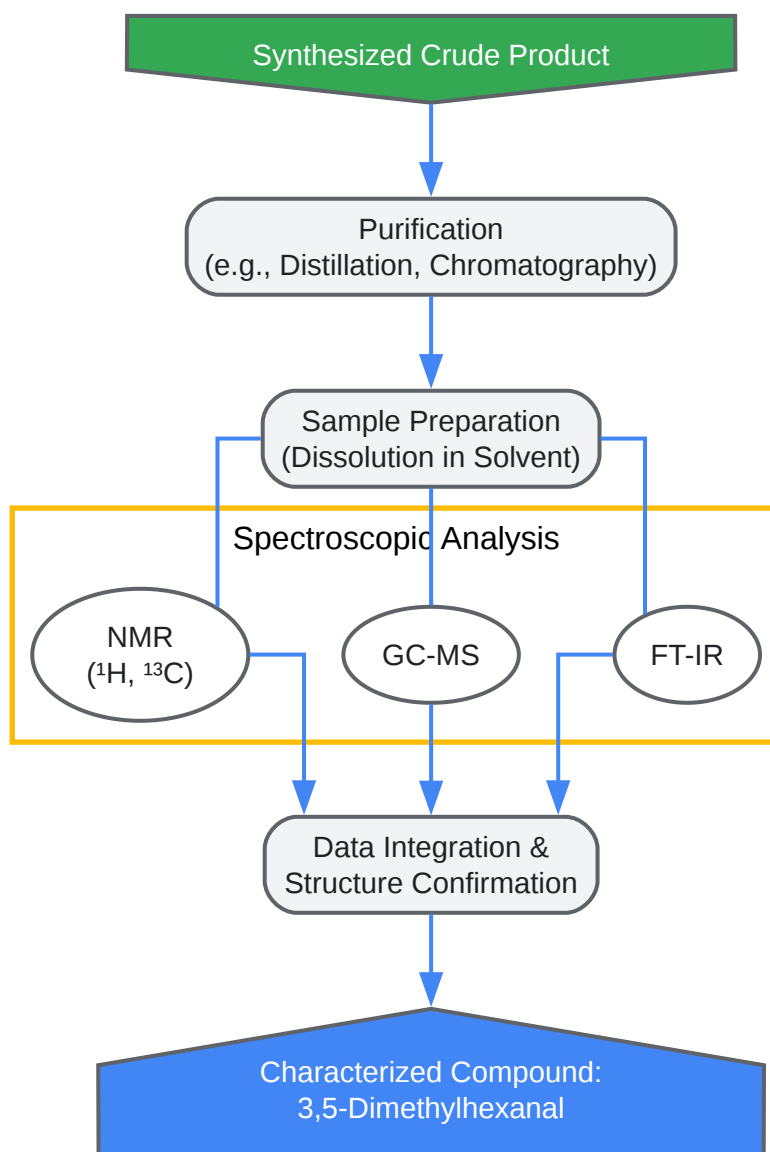 Synthesized Crude Product
Purification
(e.g., Distillation, Chromatography)
Sample Preparation
(Dissolution in Solvent)
Spectroscopic Analysis
NMR
(¹H, ¹³C)
GC-MS
FT-IR
Data Integration &
Structure Confirmation
Characterized Compound:
3,5-Dimethylhexanal